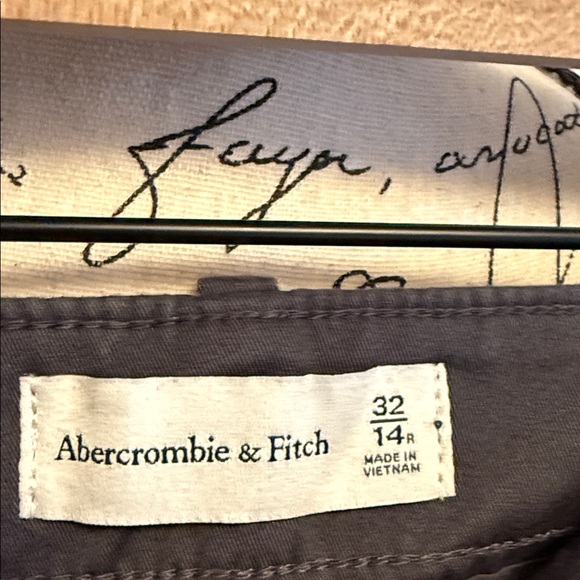 Abercrombie & Fitch
32
14R
MADE IN
VIETNAM